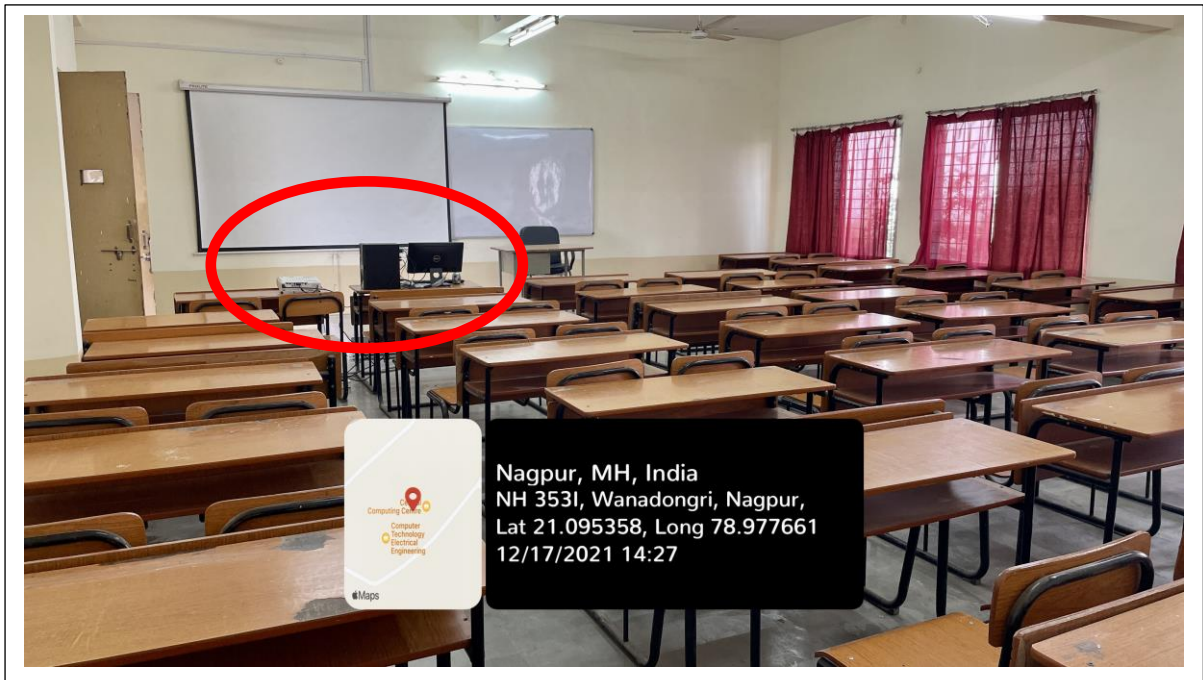 Nagpur, MH, India
NH 353I, Wanadongri, Nagpur,
Lat 21.095358, Long 78.977661
12/17/2021 14:27
Computing Centre
Computer
Technology
Electrical
Engineering
Maps